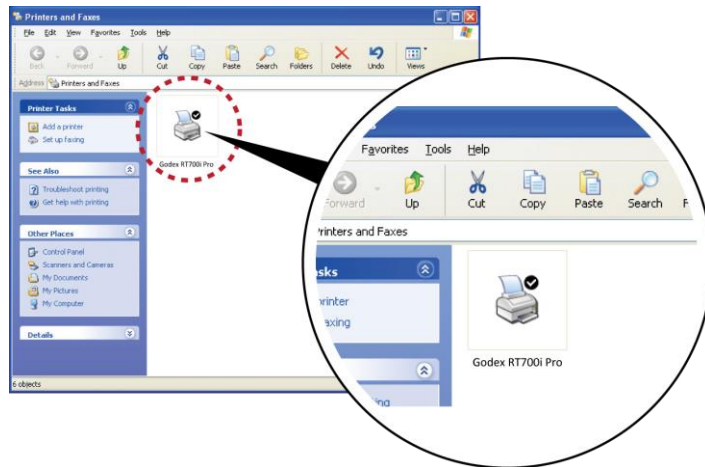 Printers and Faxes
File Edit View Favorites Tools Help
Back Forward Up Cut Copy Paste Search Folders Delete Undo Views
Address Printers and Faxes
Printer Tasks
Add a printer
Set up faxing
See Also
Troubleshoot printing
Get help with printing
Other Places
Control Panel
Scanners and Cameras
My Documents
My Pictures
My Computer
Details
6 objects
Godex RT700i Pro
Favorites Tools Help
Forward Up Cut Copy Paste Search F
Printers and Faxes
sks
rinter
axing
ng
Godex RT700i Pro